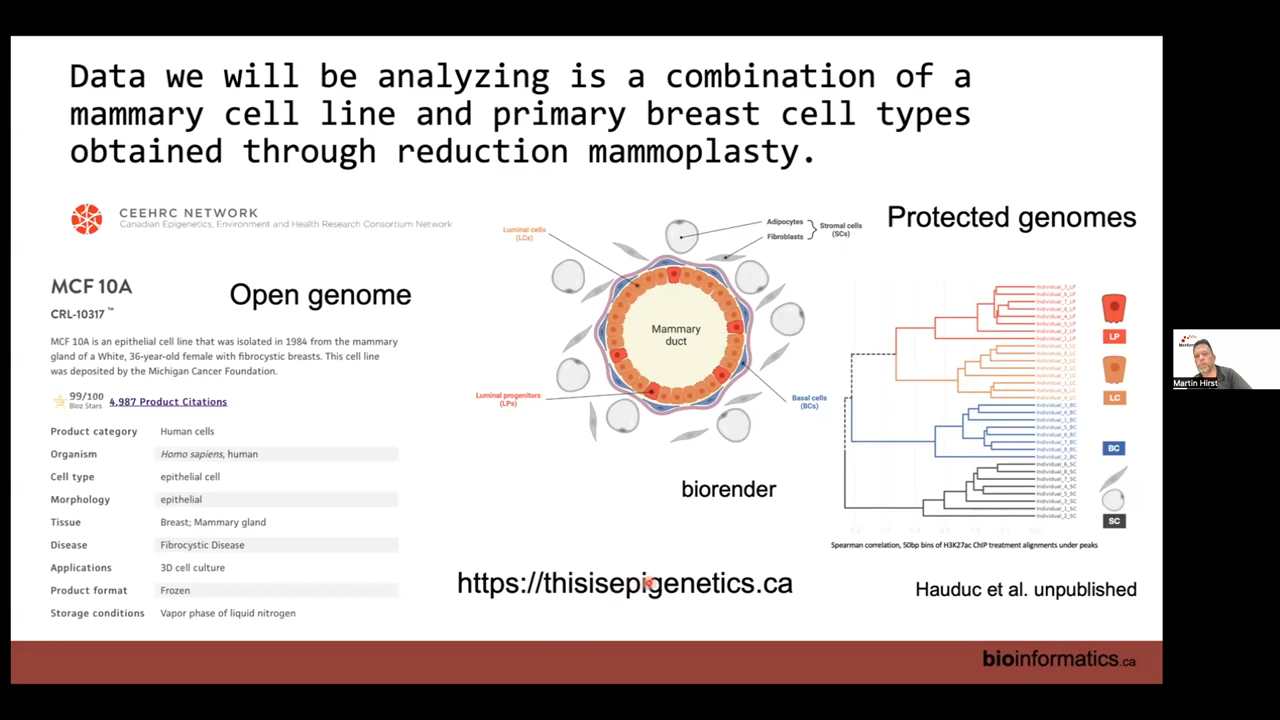 Data we will be analyzing is a combination of a
mammary cell line and primary breast cell types
obtained through reduction mammoplasty.
CEEHRC NETWORK
Canadian Epigenetics, Environment and Health Research Consortium Network
MCF 10A
Open genome
CRL-10317 ™
MCF 10A is an epithelial cell line that was isolated in 1984 from the mammary
gland of a White, 36-year-old female with fibrocystic breasts. This cell line
was deposited by the Michigan Cancer Foundation.
99/100
Bioz Stars
4,987 Product Citations
Product category Human cells
Organism Homo sapiens, human
Cell type epithelial cell
Morphology epithelial
Tissue Breast; Mammary gland
Disease Fibrocystic Disease
Applications 3D cell culture
Product format Frozen
Storage conditions Vapor phase of liquid nitrogen
Luminal cells
(LCs)
Adipocytes
Fibroblasts
Stromal cells
(SCs)
Mammary
duct
Luminal progenitors
(LPs)
Basal cells
(BCs)
biorender
https://thisisepigenetics.ca
Protected genomes
LP
LC
BC
SC
Spearman correlation, 50bp bins of H3K27ac ChIP treatment alignments under peaks
Hauduc et al. unpublished
bioinformatics.ca
Martin Hirst